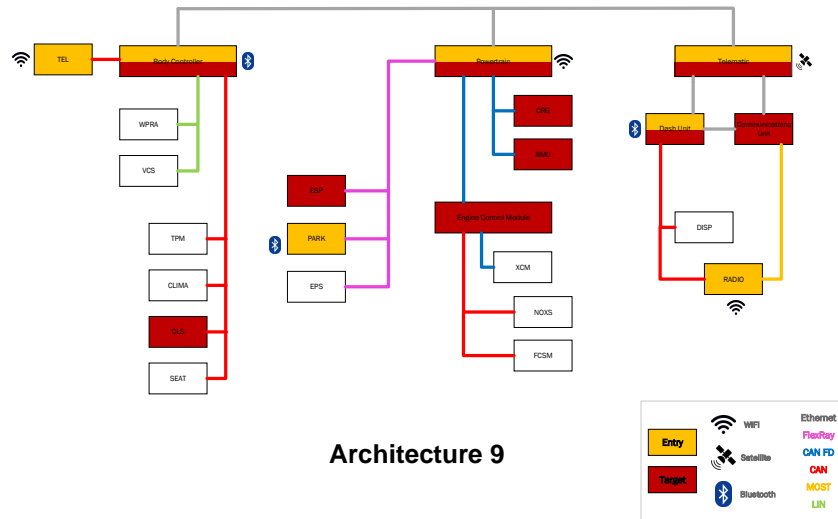 TEL
Body Controller
Powertrain
Telematic
CRG
WPRA
Dash Unit
Communications
Unit
BMU
VCS
ESP
Engine Control Module
DISP
TPM
PARK
XCM
CLIMA
EPS
RADIO
NOXS
CLS
FCSM
SEAT
Architecture 9
Entry
Target
WiFi
Satellite
Bluetooth
Ethernet
FlexRay
CAN FD
CAN
MOST
LIN